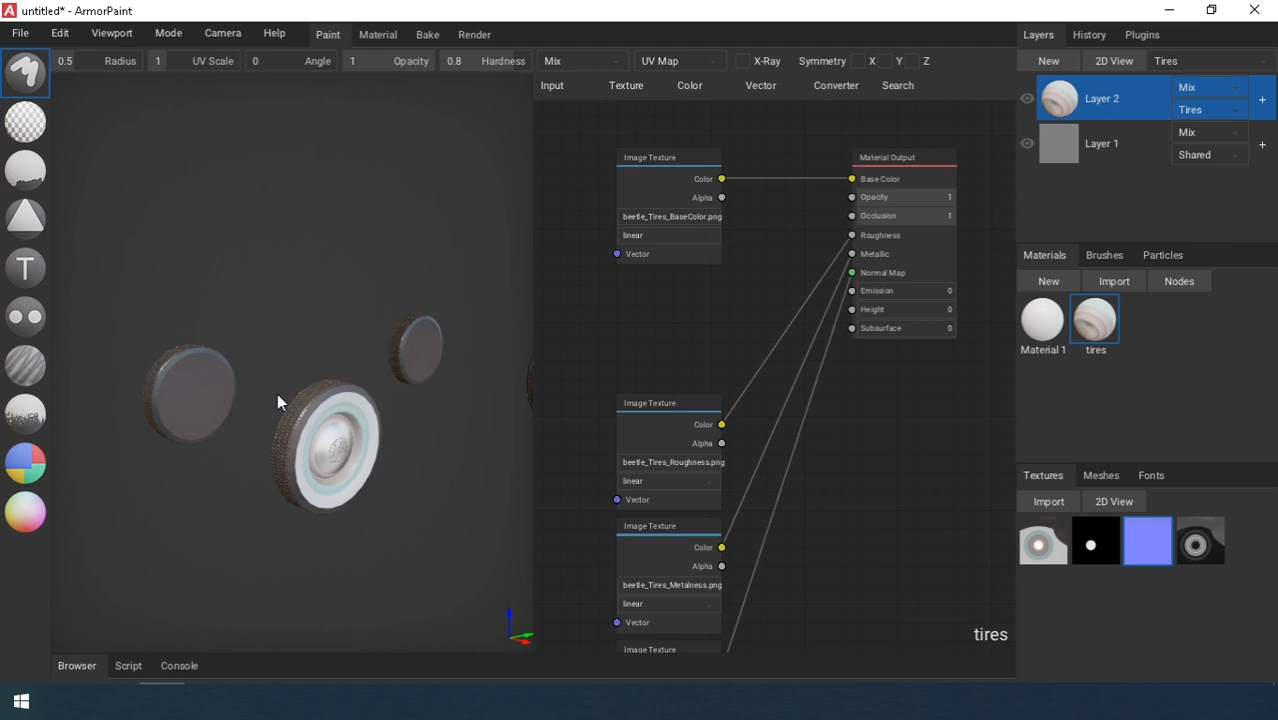 untitled* - ArmorPaint
File Edit Viewport Mode Camera Help Paint Material Bake Render
Layers History Plugins
0.5 Radius 1 UV Scale 0 Angle 1 Opacity 0.8 Hardness Mix UV Map X-Ray Symmetry X Y Z
New 2D View Tires
Input Texture Color Vector Converter Search
Layer 2 Mix
Tires
+
Layer 1 Mix
Shared
+
Image Texture
Color
Alpha
beetle_Tires_BaseColor.png
linear
Vector
Material Output
Base Color
Opacity 1
Occlusion 1
Roughness
Metallic
Normal Map
Emission 0
Height 0
Subsurface 0
Image Texture
Color
Alpha
beetle_Tires_Roughness.png
linear
Vector
Image Texture
Color
Alpha
beetle_Tires_Metalness.png
linear
Vector
Image Texture
tires
Materials Brushes Particles
New Import Nodes
Material 1 tires
Textures Meshes Fonts
Import 2D View
T
Browser Script Console